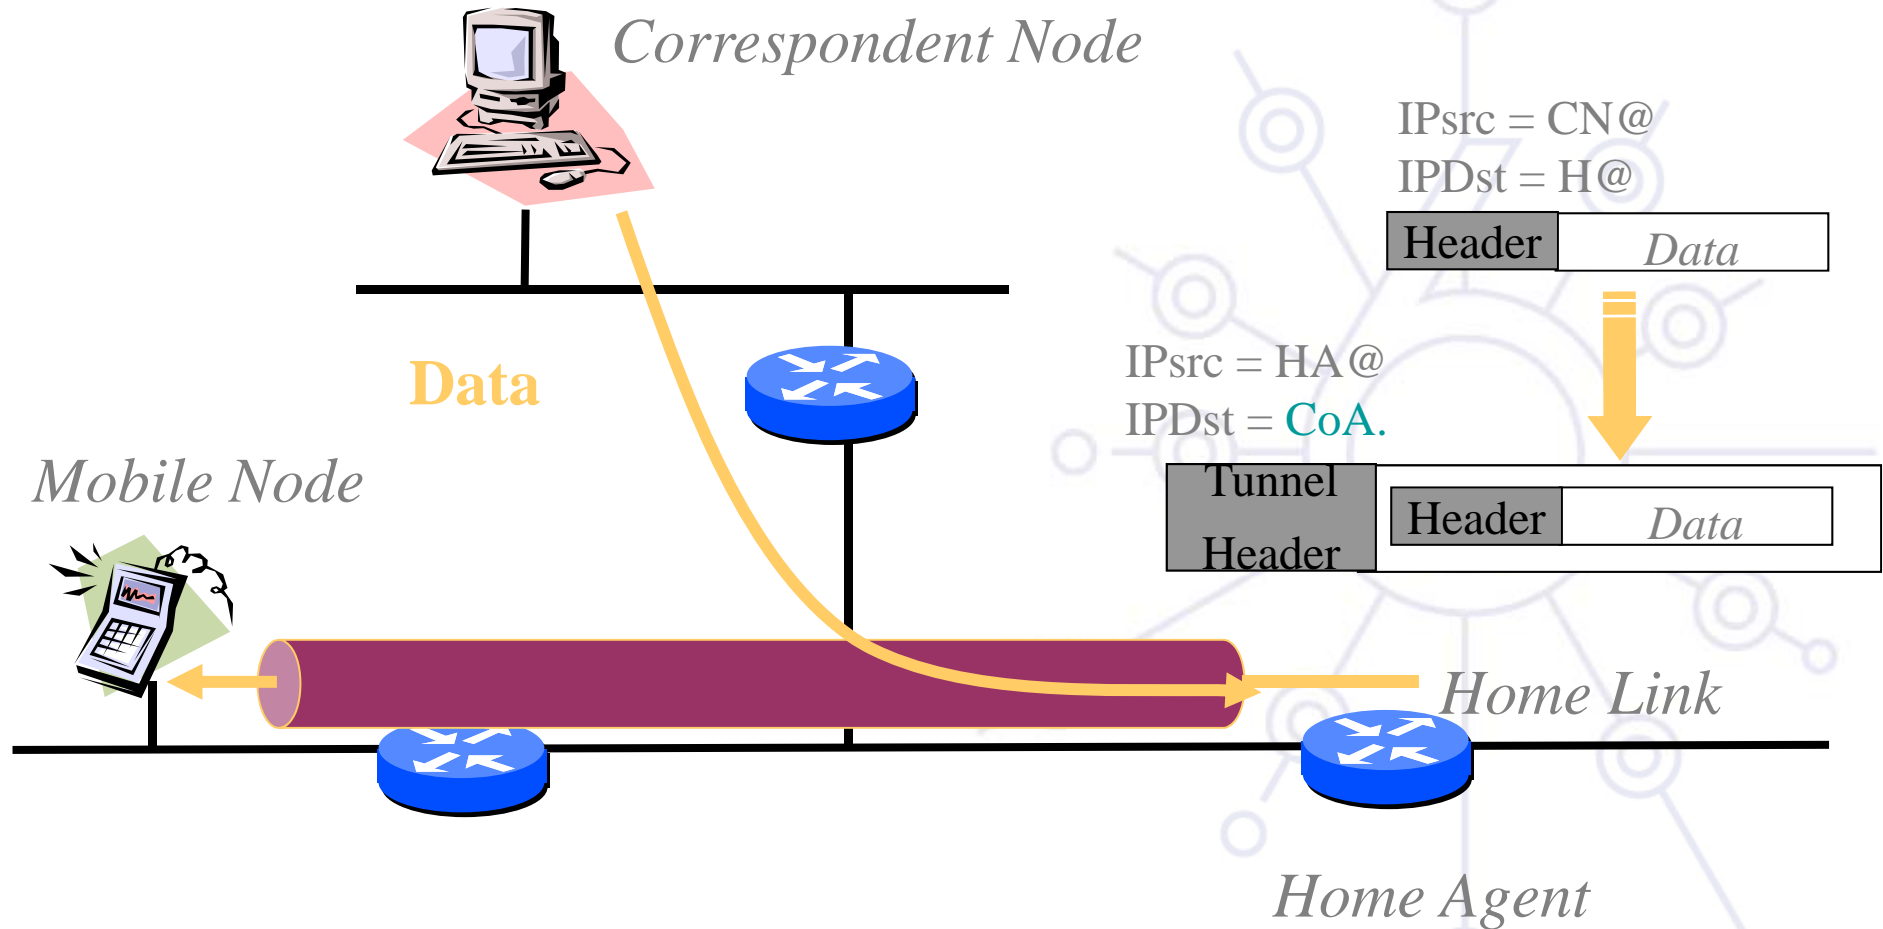 Correspondent Node
IPsrc = CN@
IPDst = H@
Header Data
Data
IPsrc = HA@
IPDst = CoA.
Mobile Node
Tunnel
Header
Header Data
Home Link
Home Agent